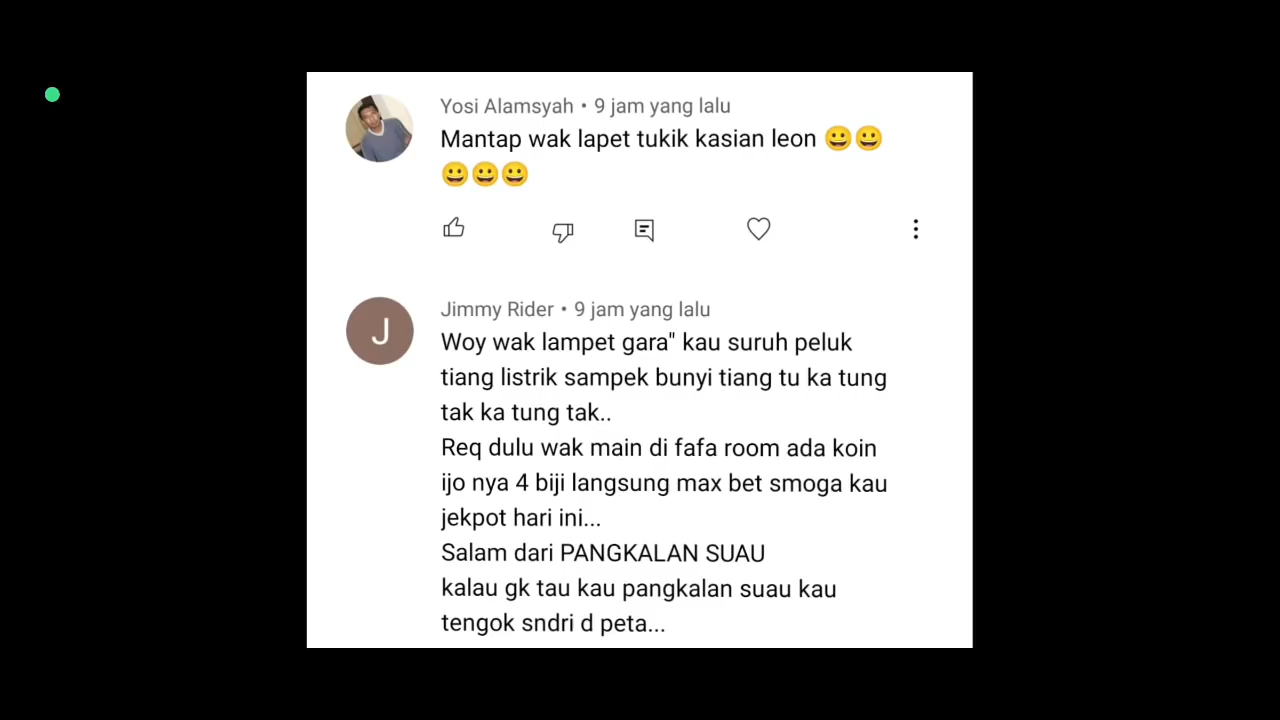 Yosi Alamsyah • 9 jam yang lalu
Mantap wak lapet tukik kasian leon 😀😀
😀😀😀
J
Jimmy Rider • 9 jam yang lalu
Woy wak lampet gara" kau suruh peluk
tiang listrik sampek bunyi tiang tu ka tung
tak ka tung tak..
Req dulu wak main di fafa room ada koin
ijo nya 4 biji langsung max bet smoga kau
jekpot hari ini...
Salam dari PANGKALAN SUAU
kalau gk tau kau pangkalan suau kau
tengok sndri d peta...